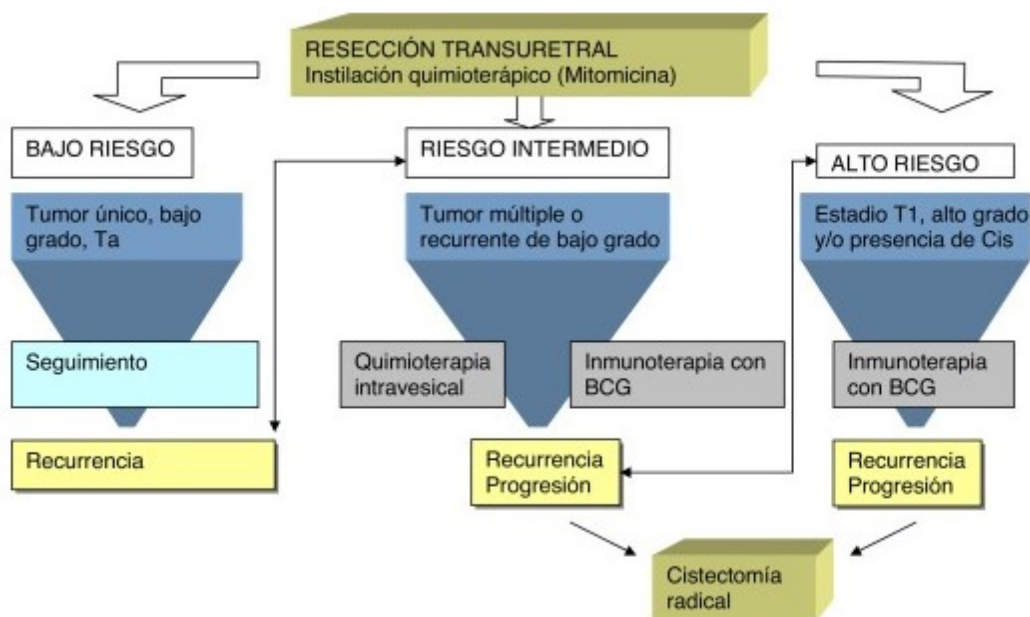 RESECCIÓN TRANSURETRAL
Instilación quimioterápico (Mitomicina)
BAJO RIESGO
RIESGO INTERMEDIO
ALTO RIESGO
Tumor único, bajo
grado, Ta
Tumor múltiple o
recurrente de bajo grado
Estadio T1, alto grado
y/o presencia de Cis
Seguimiento
Quimioterapia
intravesical
Inmunoterapia con
BCG
Inmunoterapia
con BCG
Recurrencia
Recurrencia
Progresión
Recurrencia
Progresión
Cistectomía
radical